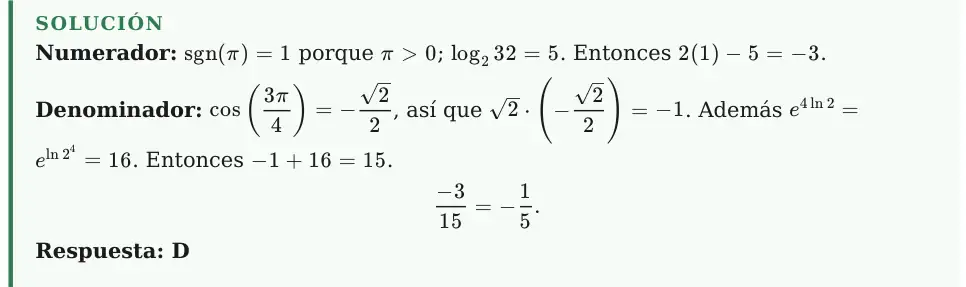 SOLUCIÓN
Numerador: sgn(π) = 1 porque π > 0; log₂ 32 = 5. Entonces 2(1) − 5 = −3.
Denominador: cos(3π/4) = −√2/2, así que √2 · (−√2/2) = −1. Además e^{4 ln 2} =
e^{ln 2^4} = 16. Entonces −1 + 16 = 15.
−3/15 = −1/5.
Respuesta: D